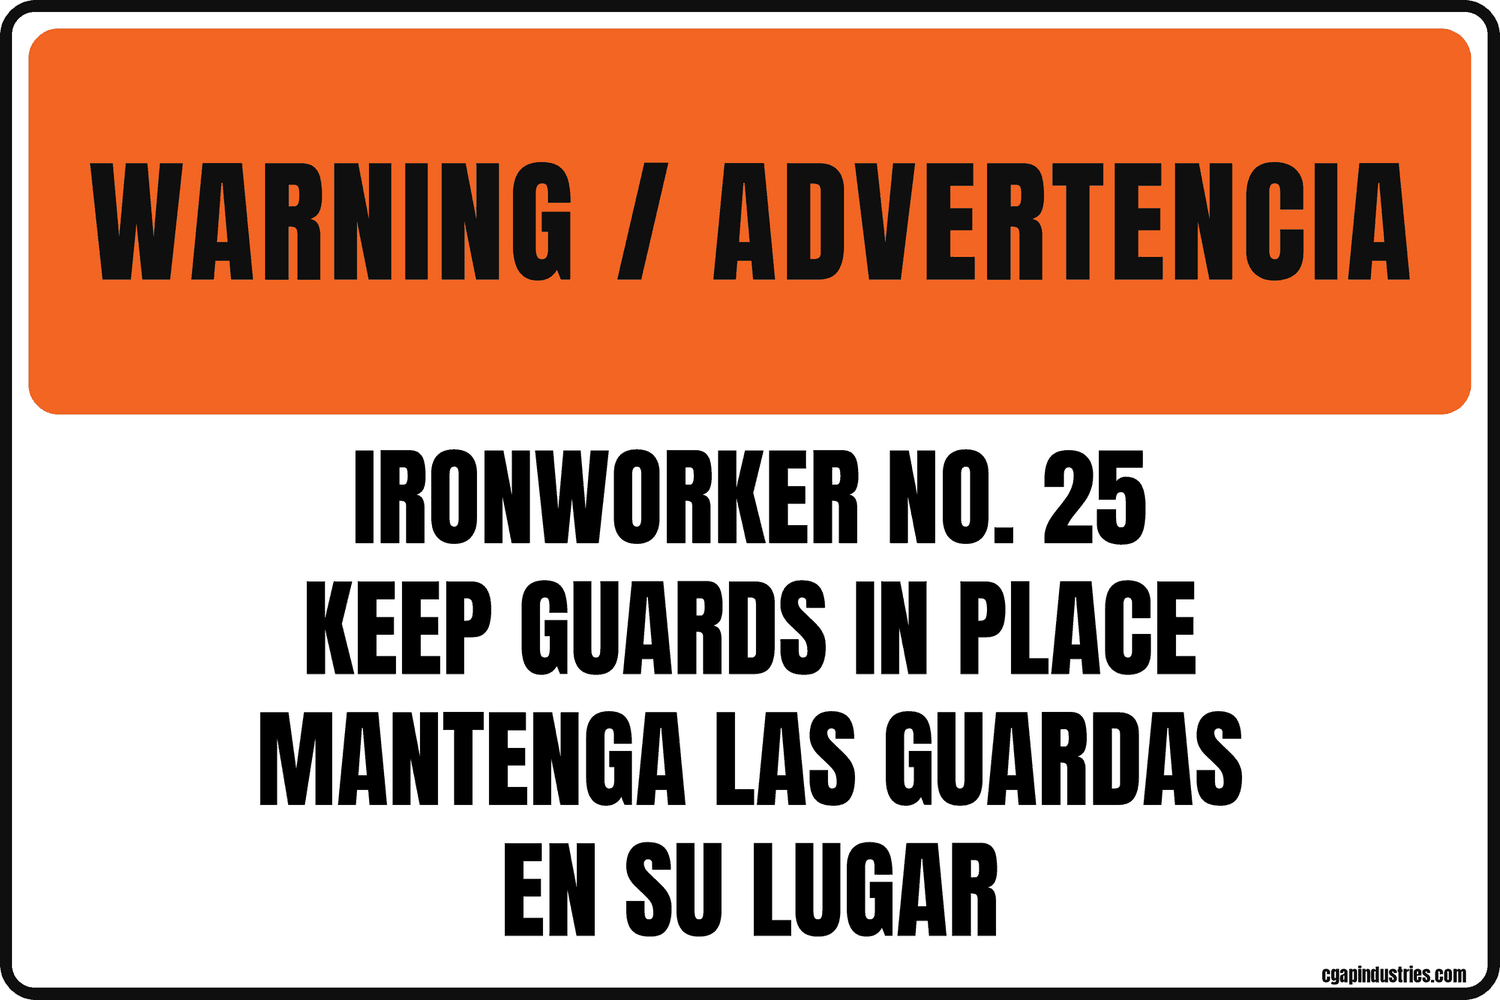 WARNING / ADVERTENCIA
IRONWORKER NO. 25
KEEP GUARDS IN PLACE
MANTENGA LAS GUARDAS
EN SU LUGAR
cgapindustries.com